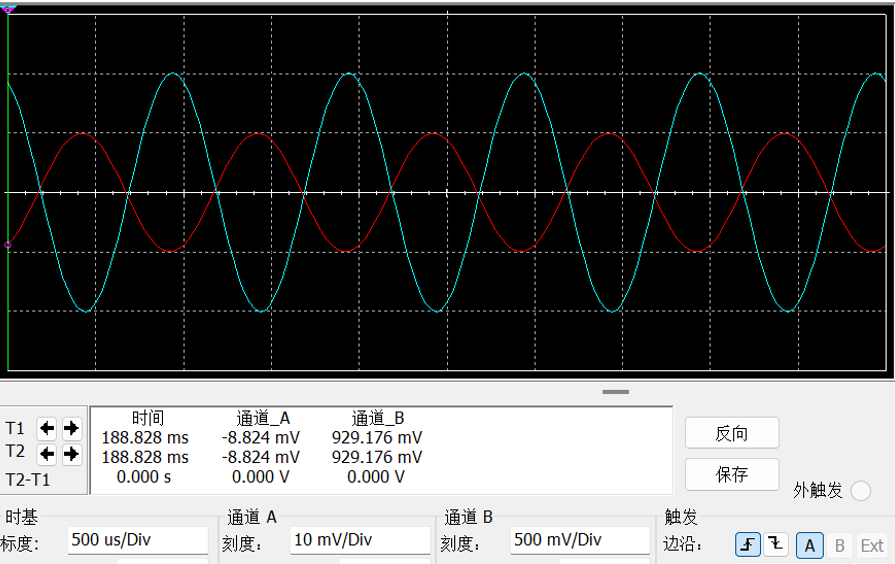 时间 通道_A 通道_B
T1 188.828 ms -8.824 mV 929.176 mV
T2 188.828 ms -8.824 mV 929.176 mV
T2-T1 0.000 s 0.000 V 0.000 V
反向
保存
外触发
时基 通道 A 通道 B 触发
标度: 500 us/Div 刻度: 10 mV/Div 刻度: 500 mV/Div 边沿: A B Ext